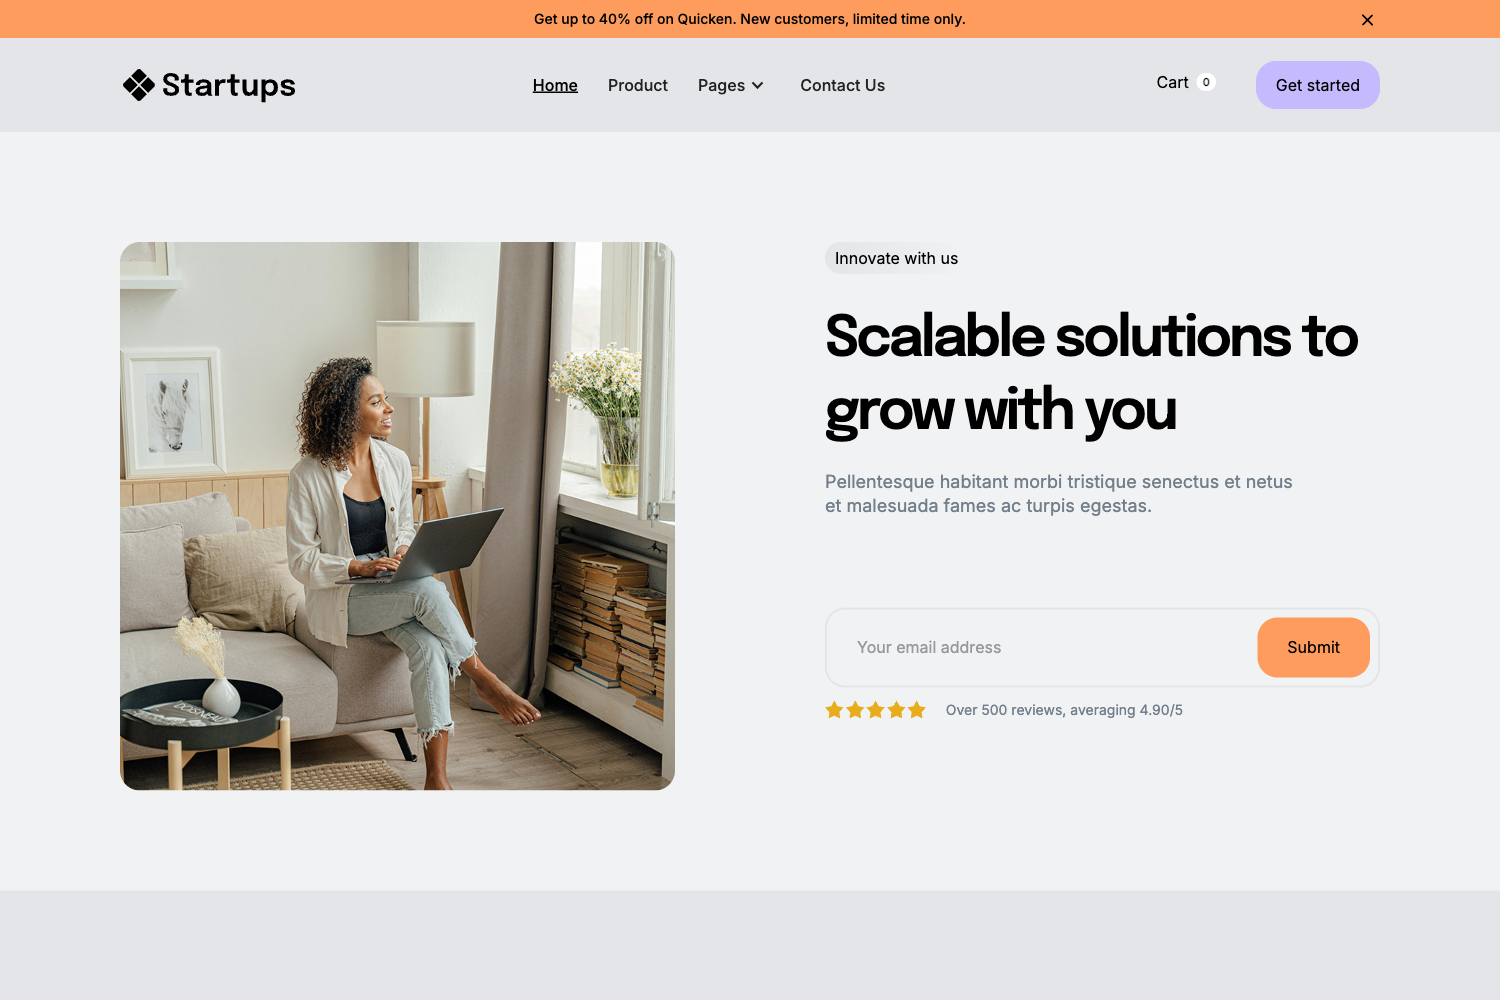 Get up to 40% off on Quicken. New customers, limited time only.
Startups
Home
Product
Pages
Contact Us
Cart 0
Get started
Innovate with us
Scalable solutions to
grow with you
Pellentesque habitant morbi tristique senectus et netus
et malesuada fames ac turpis egestas.
Your email address
Submit
Over 500 reviews, averaging 4.90/5